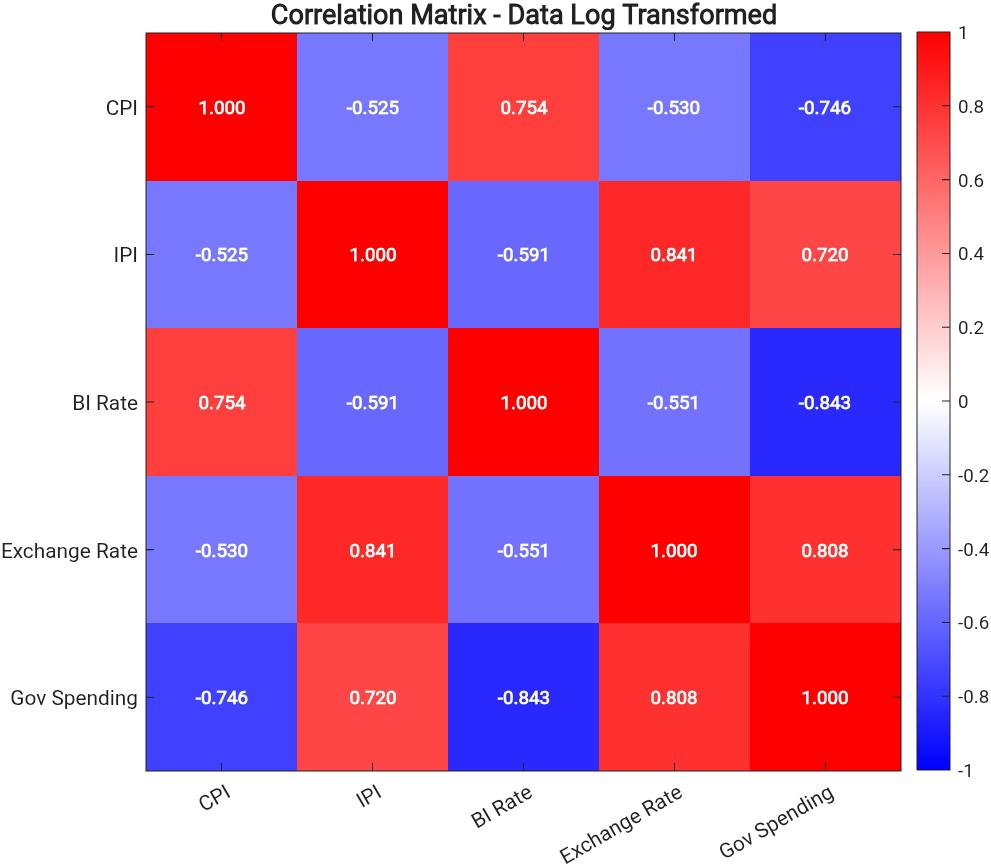 Correlation Matrix - Data Log Transformed
CPI 1.000 -0.525 0.754 -0.530 -0.746
IPI -0.525 1.000 -0.591 0.841 0.720
BI Rate 0.754 -0.591 1.000 -0.551 -0.843
Exchange Rate -0.530 0.841 -0.551 1.000 0.808
Gov Spending -0.746 0.720 -0.843 0.808 1.000
CPI IPI BI Rate Exchange Rate Gov Spending
1
0.8
0.6
0.4
0.2
0
-0.2
-0.4
-0.6
-0.8
-1